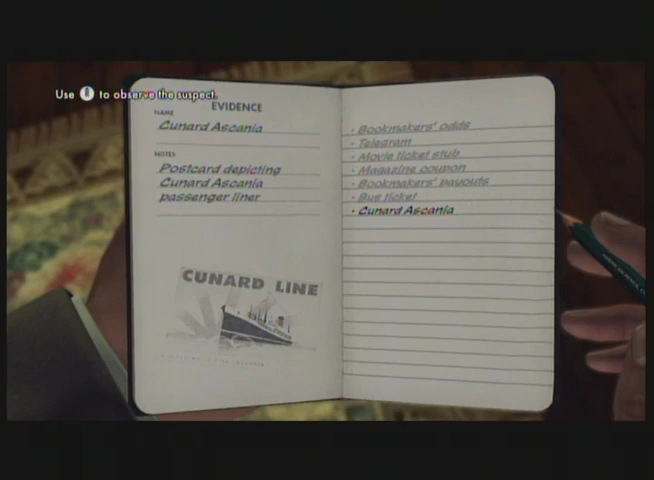 Use R to observe the suspect.
EVIDENCE
NAME
Cunard Ascania
NOTES
Postcard depicting
Cunard Ascania
passenger liner
CUNARD LINE
· Bookmakers' odds
· Telegram
· Movie ticket stub
· Magazine coupon
· Bookmakers' payouts
· Bus ticket
· Cunard Ascania